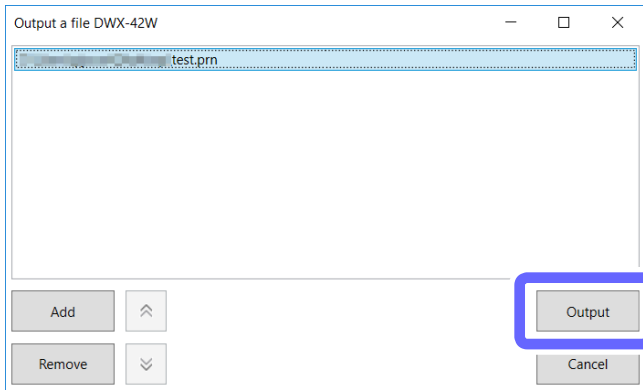 Output a file DWX-42W
test.prn
Add
Output
Remove
Cancel